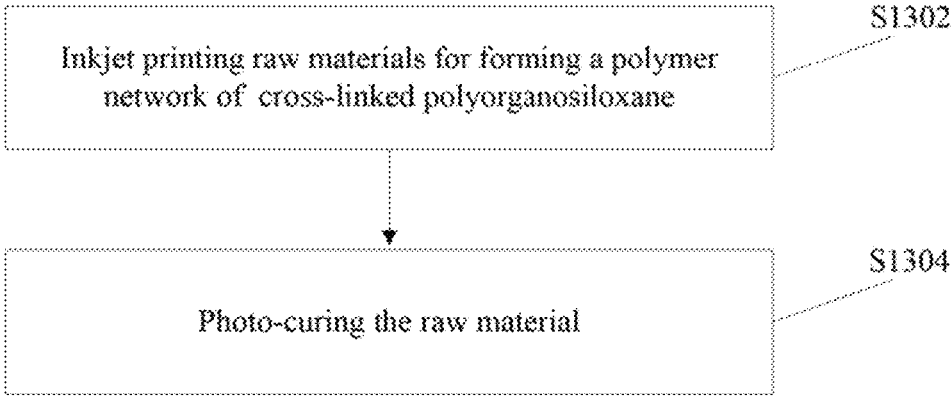 S1302
Inkjet printing raw materials for forming a polymer
network of cross-linked polyorganosiloxane
S1304
Photo-curing the raw material